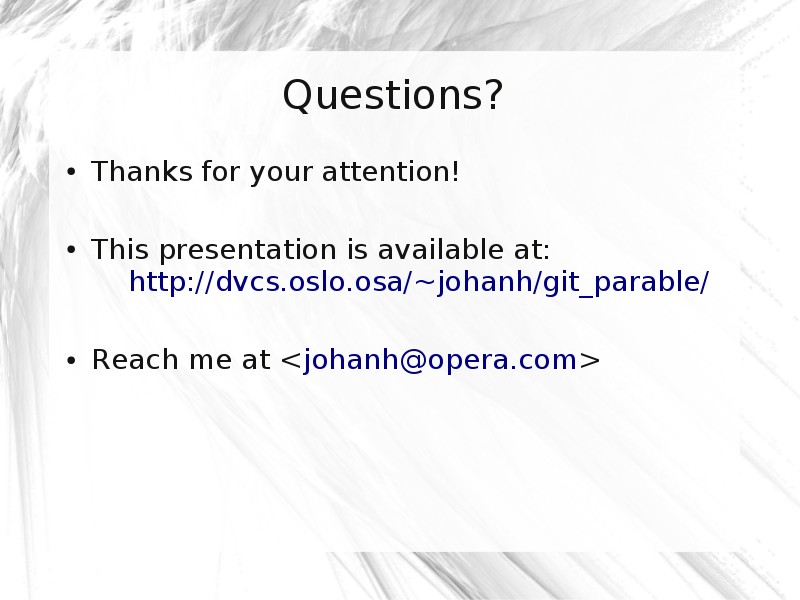 Questions?
• Thanks for your attention!
• This presentation is available at:
http://dvcs.oslo.osa/~johanh/git_parable/
• Reach me at <johanh@opera.com>